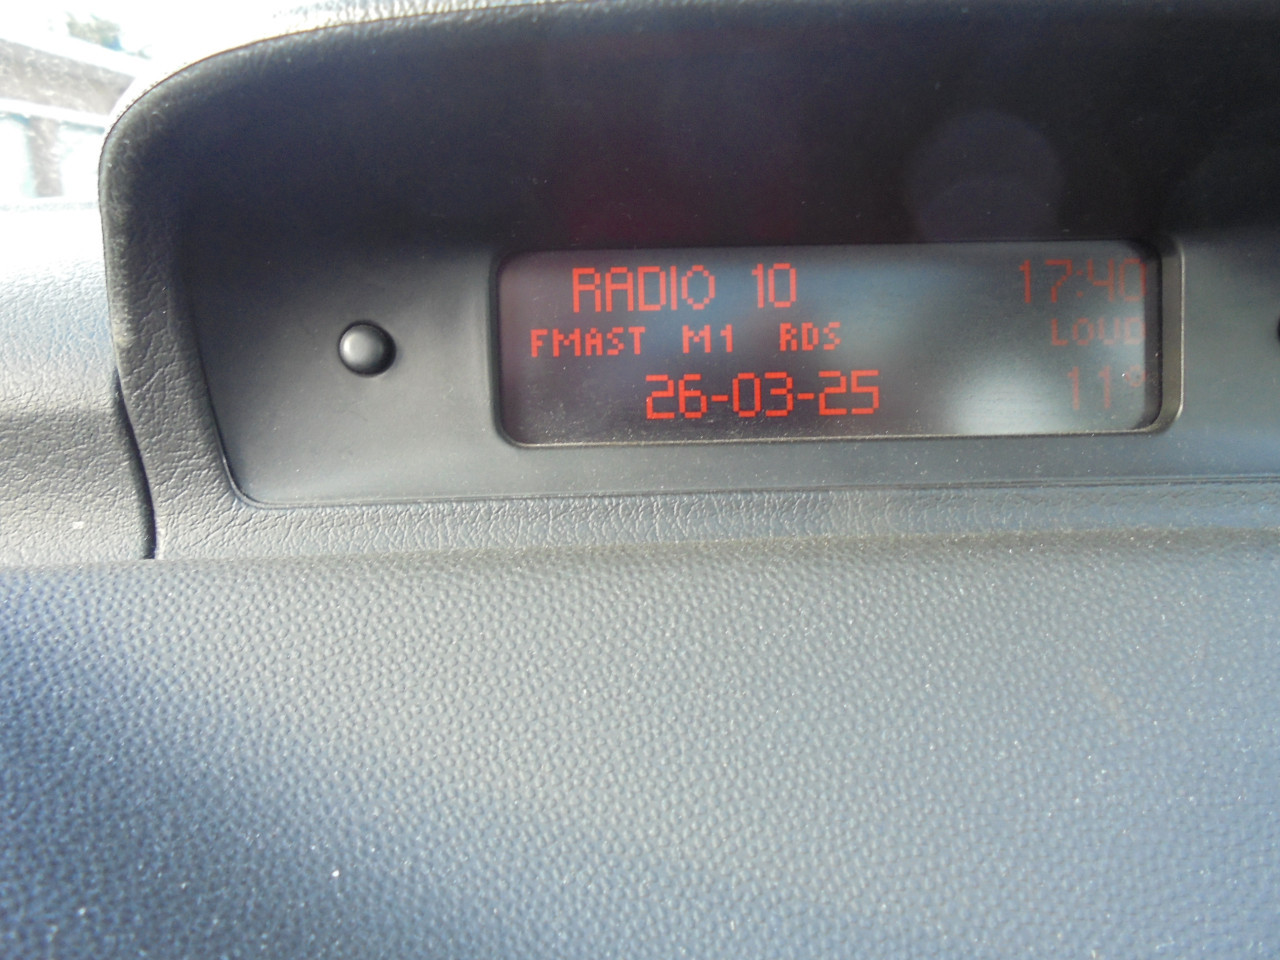 RADIO 10 17:40
FMAST M1 RDS LOUD
26-03-25 11°